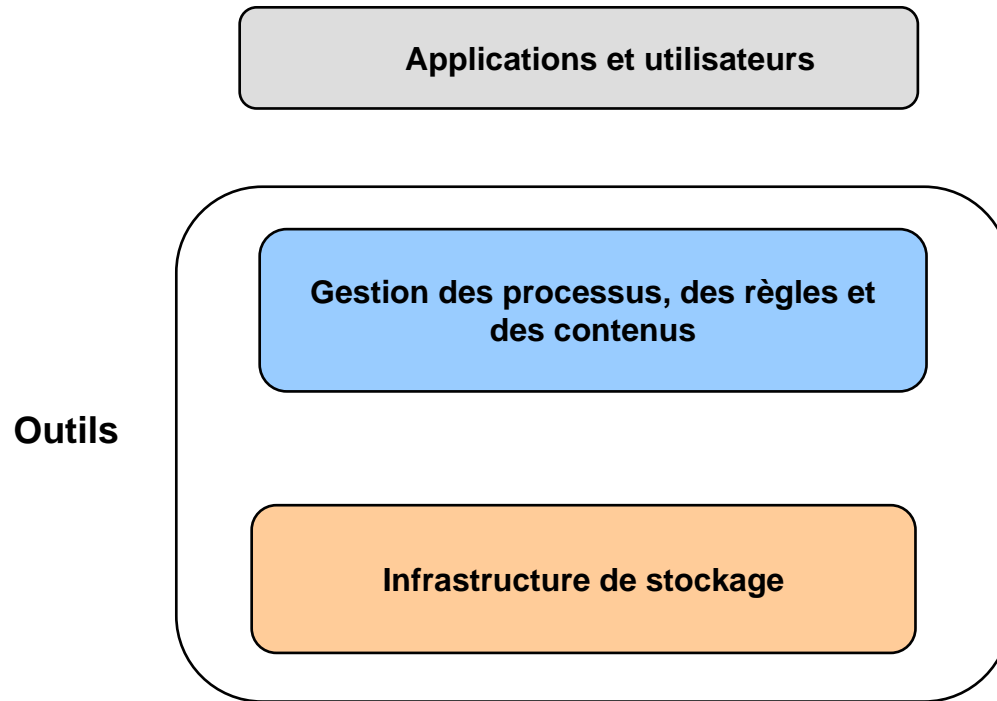 Applications et utilisateurs
Gestion des processus, des règles et
des contenus
Outils
Infrastructure de stockage